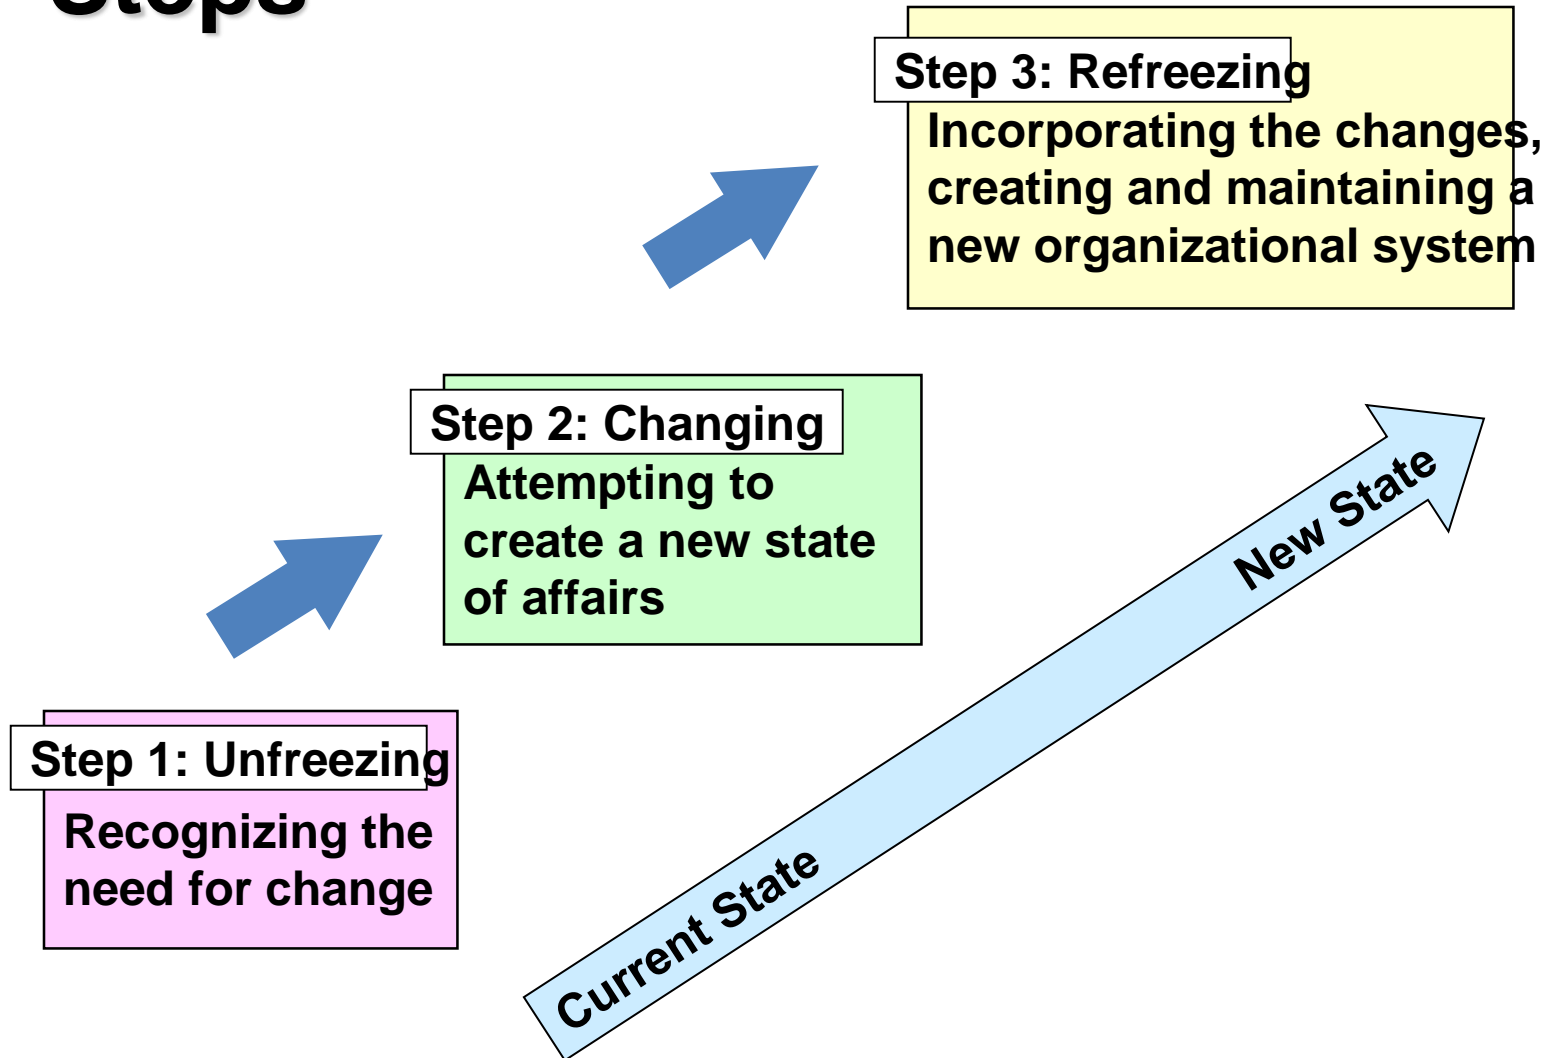 Steps
Step 3: Refreezing
Incorporating the changes,
creating and maintaining a
new organizational system
Step 2: Changing
Attempting to
create a new state
of affairs
New State
Step 1: Unfreezing
Recognizing the
need for change
Current State